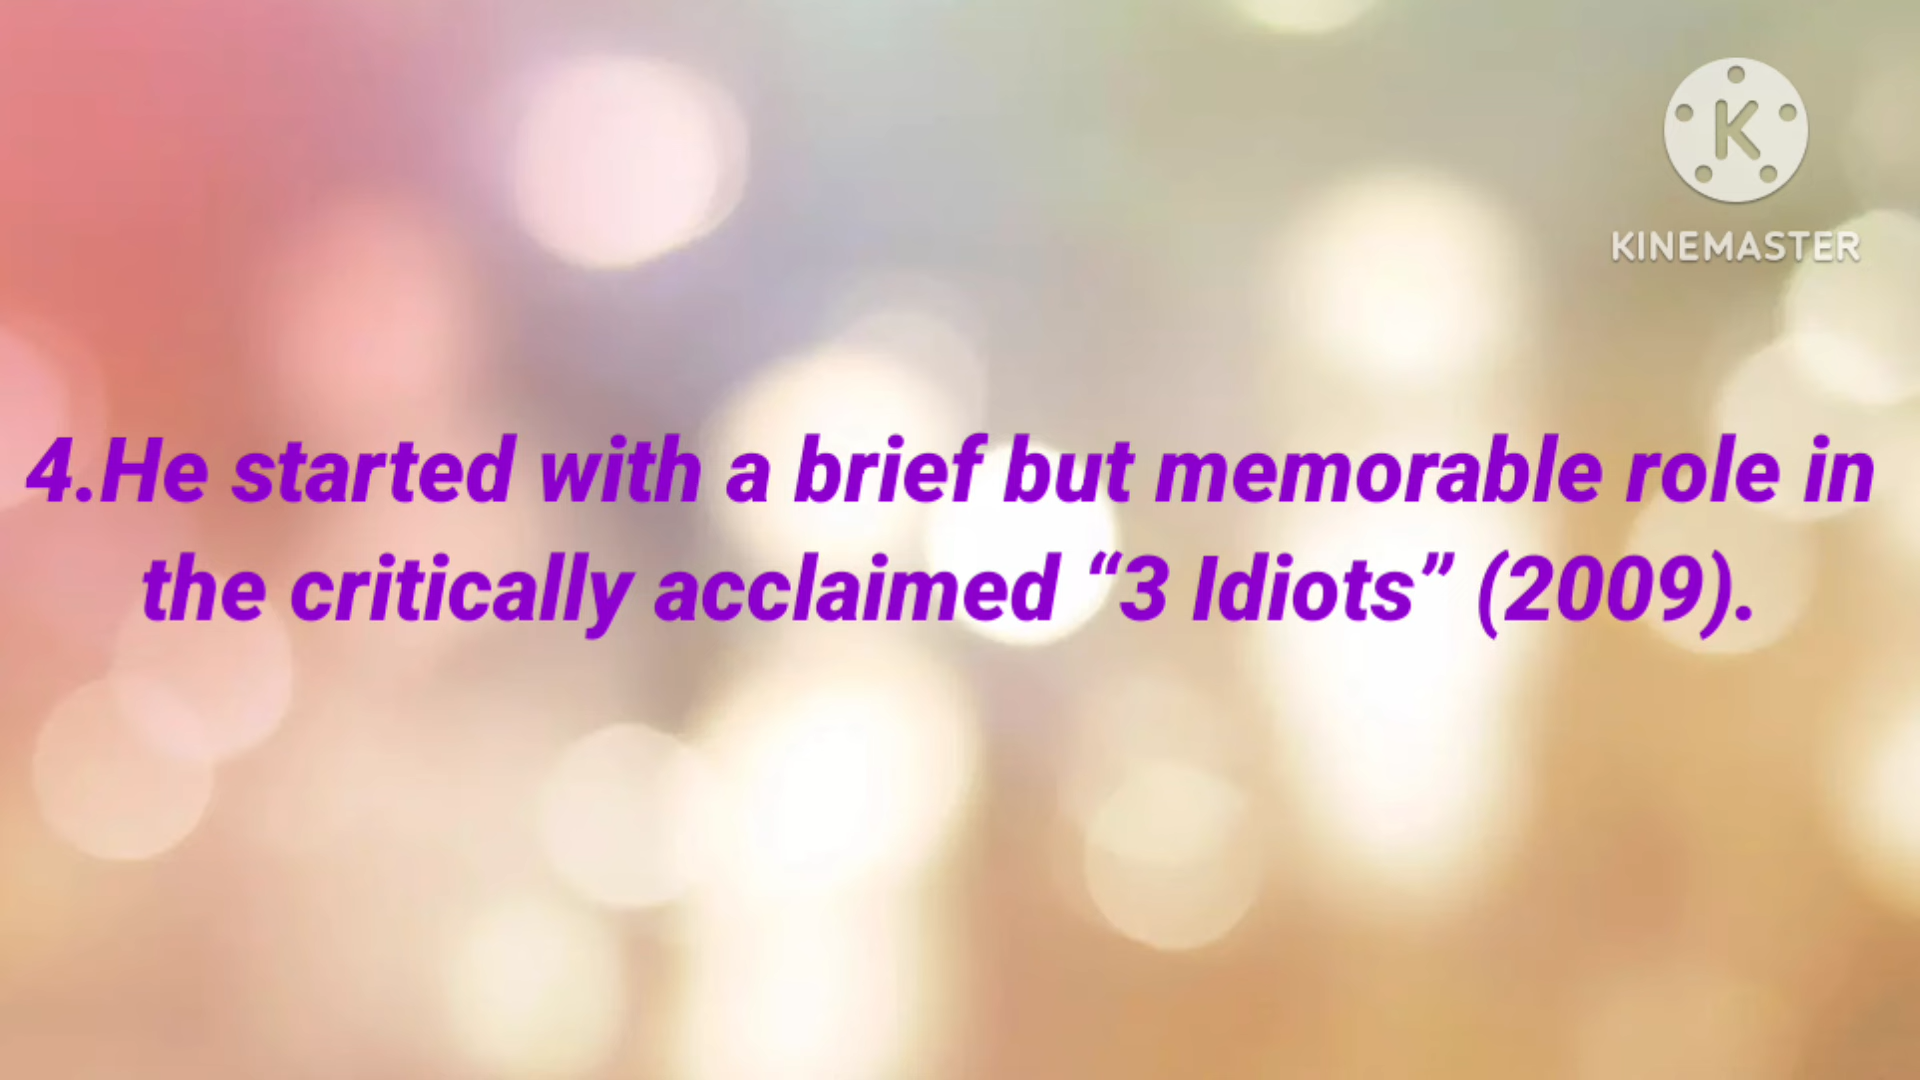 KINEMASTER
4.He started with a brief but memorable role in
the critically acclaimed “3 Idiots” (2009).